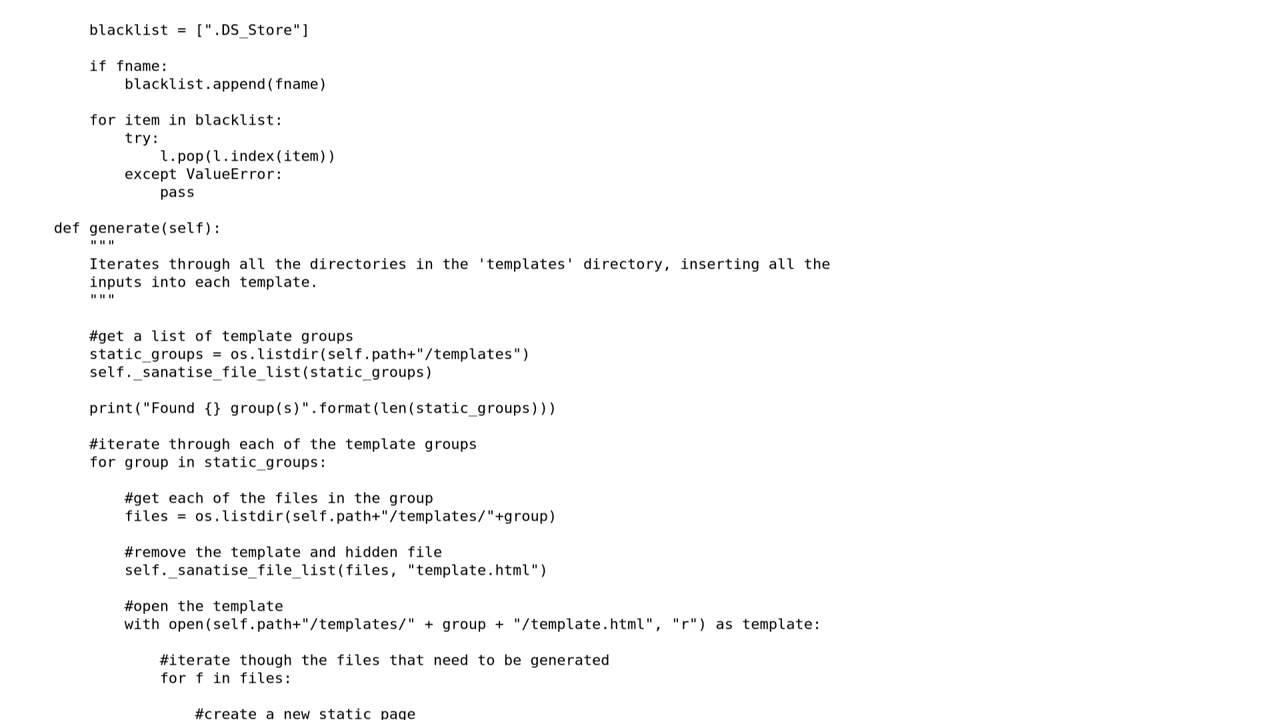 blacklist = [".DS_Store"]
if fname:
blacklist.append(fname)
for item in blacklist:
try:
l.pop(l.index(item))
except ValueError:
pass
def generate(self):
"""
Iterates through all the directories in the 'templates' directory, inserting all the
inputs into each template.
"""
#get a list of template groups
static_groups = os.listdir(self.path+"/templates")
self._sanatise_file_list(static_groups)
print("Found {} group(s)".format(len(static_groups)))
#iterate through each of the template groups
for group in static_groups:
#get each of the files in the group
files = os.listdir(self.path+"/templates/"+group)
#remove the template and hidden file
self._sanatise_file_list(files, "template.html")
#open the template
with open(self.path+"/templates/" + group + "/template.html", "r") as template:
#iterate though the files that need to be generated
for f in files:
#create a new static page